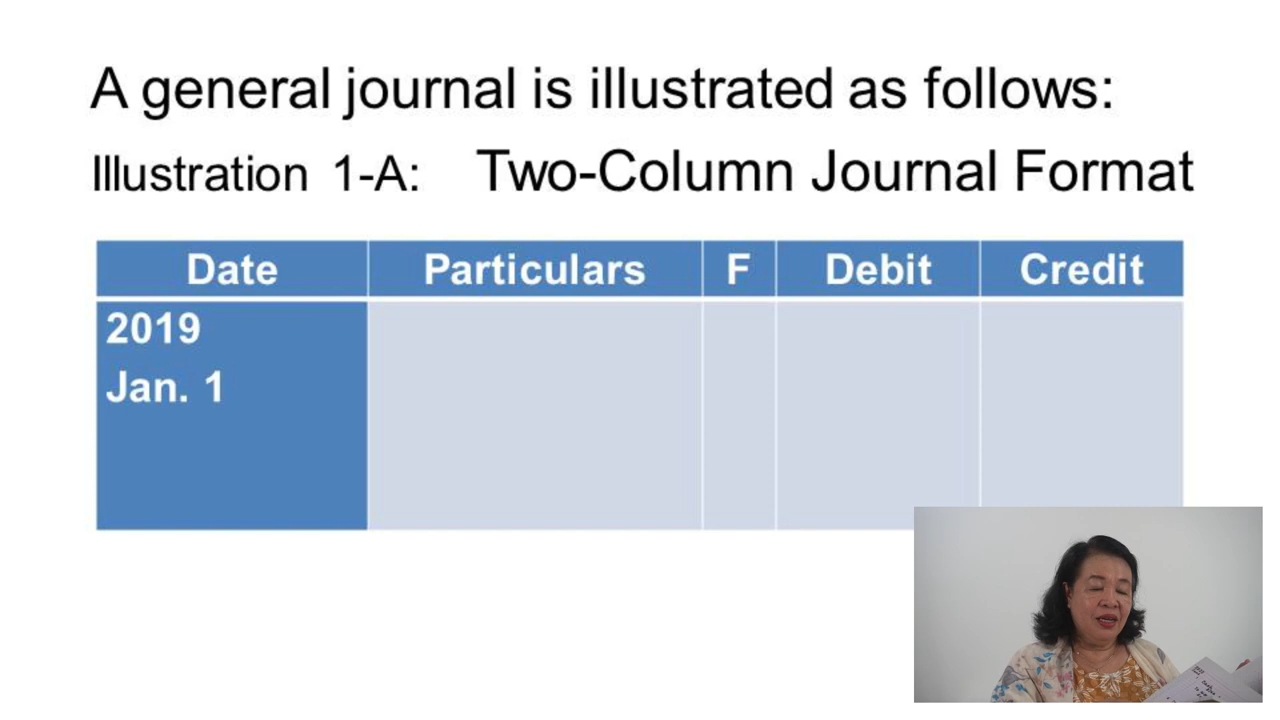 A general journal is illustrated as follows:
Illustration 1-A: Two-Column Journal Format
Date Particulars F Debit Credit
2019
Jan. 1